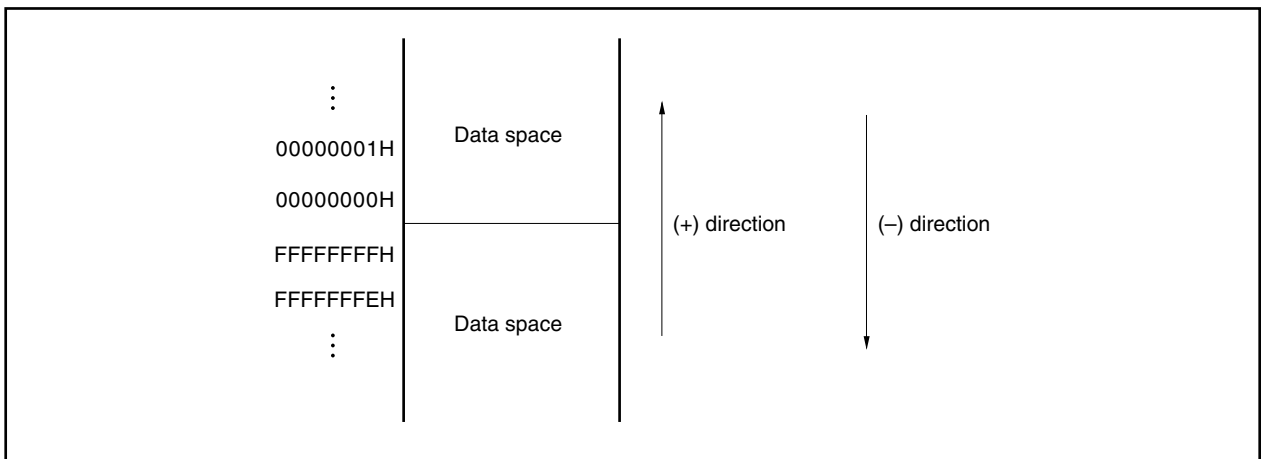 ⋮
00000001H
Data space
00000000H
(+) direction
(–) direction
FFFFFFFFH
FFFFFFFEH
Data space
⋮